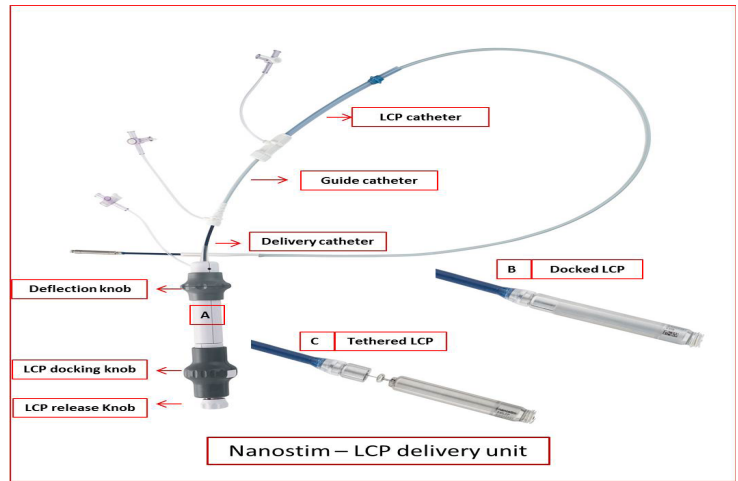 LCP catheter
Guide catheter
Delivery catheter
B Docked LCP
Deflection knob
A
C Tethered LCP
LCP docking knob
LCP release Knob
Nanostim – LCP delivery unit